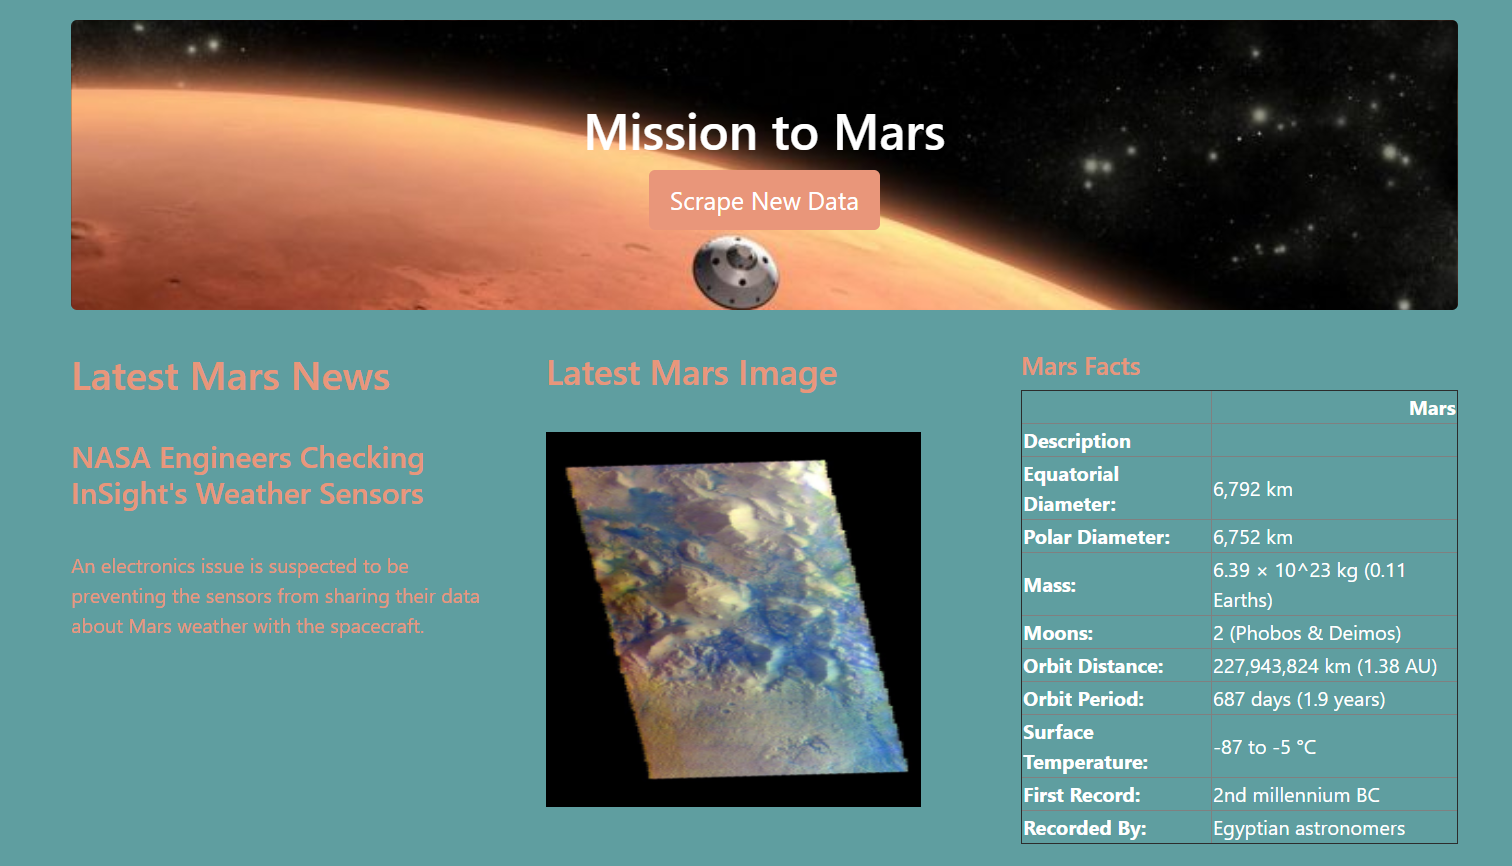 Mission to Mars
Scrape New Data
Latest Mars News
NASA Engineers Checking
InSight's Weather Sensors
An electronics issue is suspected to be
preventing the sensors from sharing their data
about Mars weather with the spacecraft.
Latest Mars Image
Mars Facts
Mars
Description
Equatorial
Diameter:
6,792 km
Polar Diameter: 6,752 km
Mass:
6.39 × 10^23 kg (0.11
Earths)
Moons: 2 (Phobos & Deimos)
Orbit Distance: 227,943,824 km (1.38 AU)
Orbit Period: 687 days (1.9 years)
Surface
Temperature:
-87 to -5 °C
First Record: 2nd millennium BC
Recorded By: Egyptian astronomers